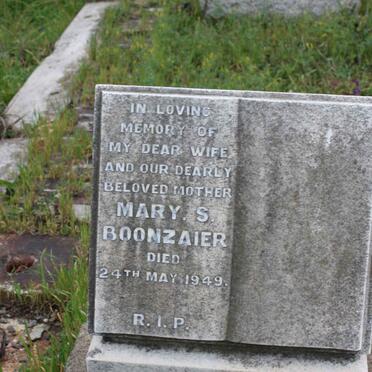 IN LOVING
MEMORY OF
MY DEAR WIFE
AND OUR DEARLY
BELOVED MOTHER
MARY. S.
BOONZAIER
DIED
24TH MAY.1949.
R.I.P.